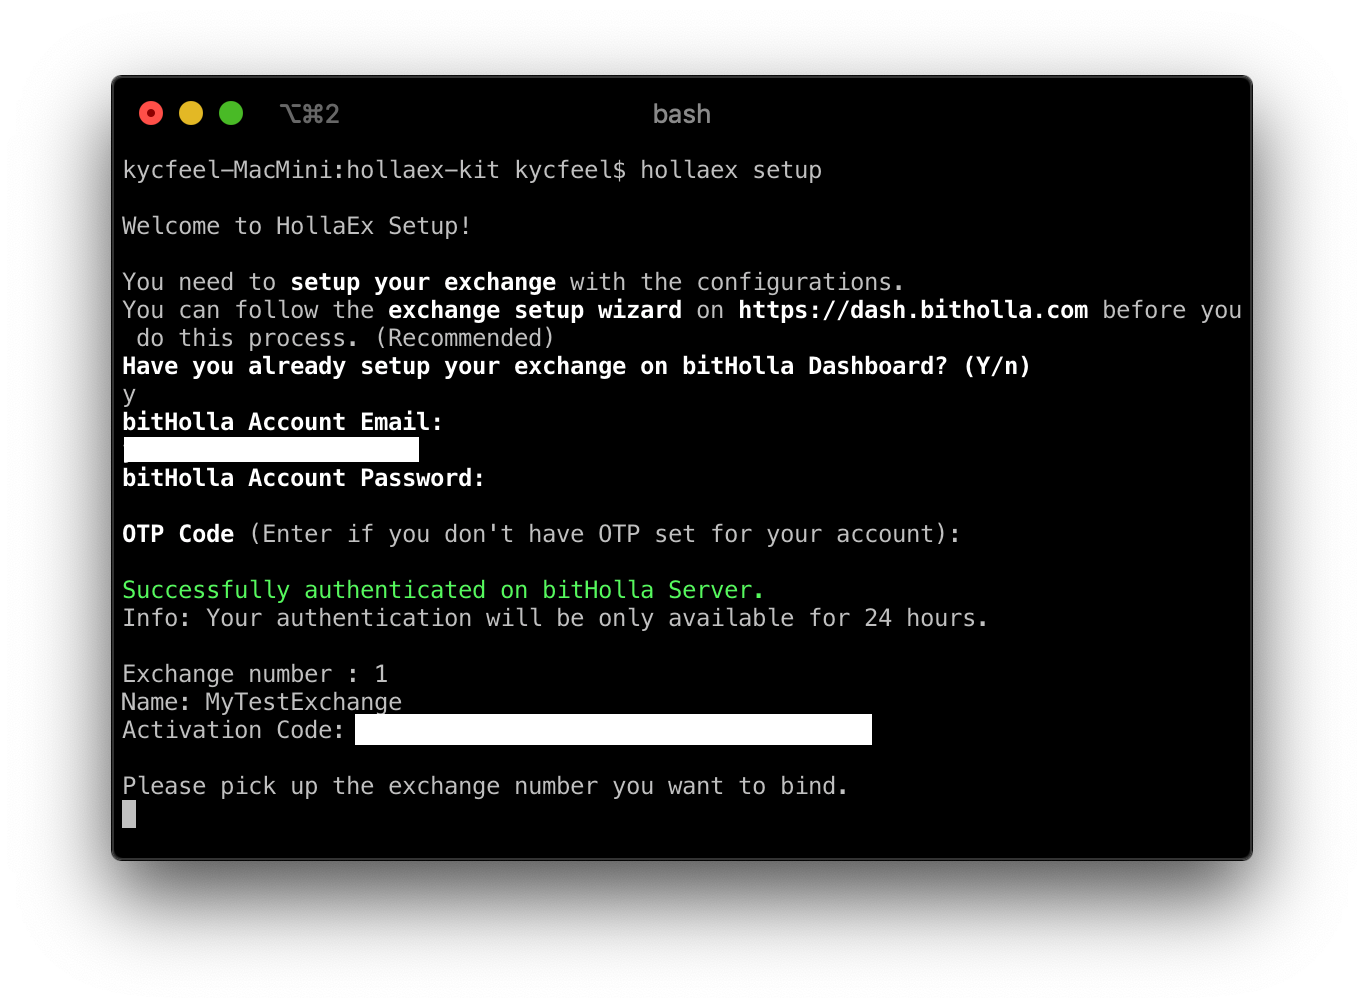 ⌥⌘2
bash
kycfeel-MacMini:hollaex-kit kycfeel$ hollaex setup
Welcome to HollaEx Setup!
You need to setup your exchange with the configurations.
You can follow the exchange setup wizard on https://dash.bitholla.com before you
do this process. (Recommended)
Have you already setup your exchange on bitHolla Dashboard? (Y/n)
y
bitHolla Account Email:
bitHolla Account Password:
OTP Code (Enter if you don't have OTP set for your account):
Successfully authenticated on bitHolla Server.
Info: Your authentication will be only available for 24 hours.
Exchange number : 1
Name: MyTestExchange
Activation Code:
Please pick up the exchange number you want to bind.